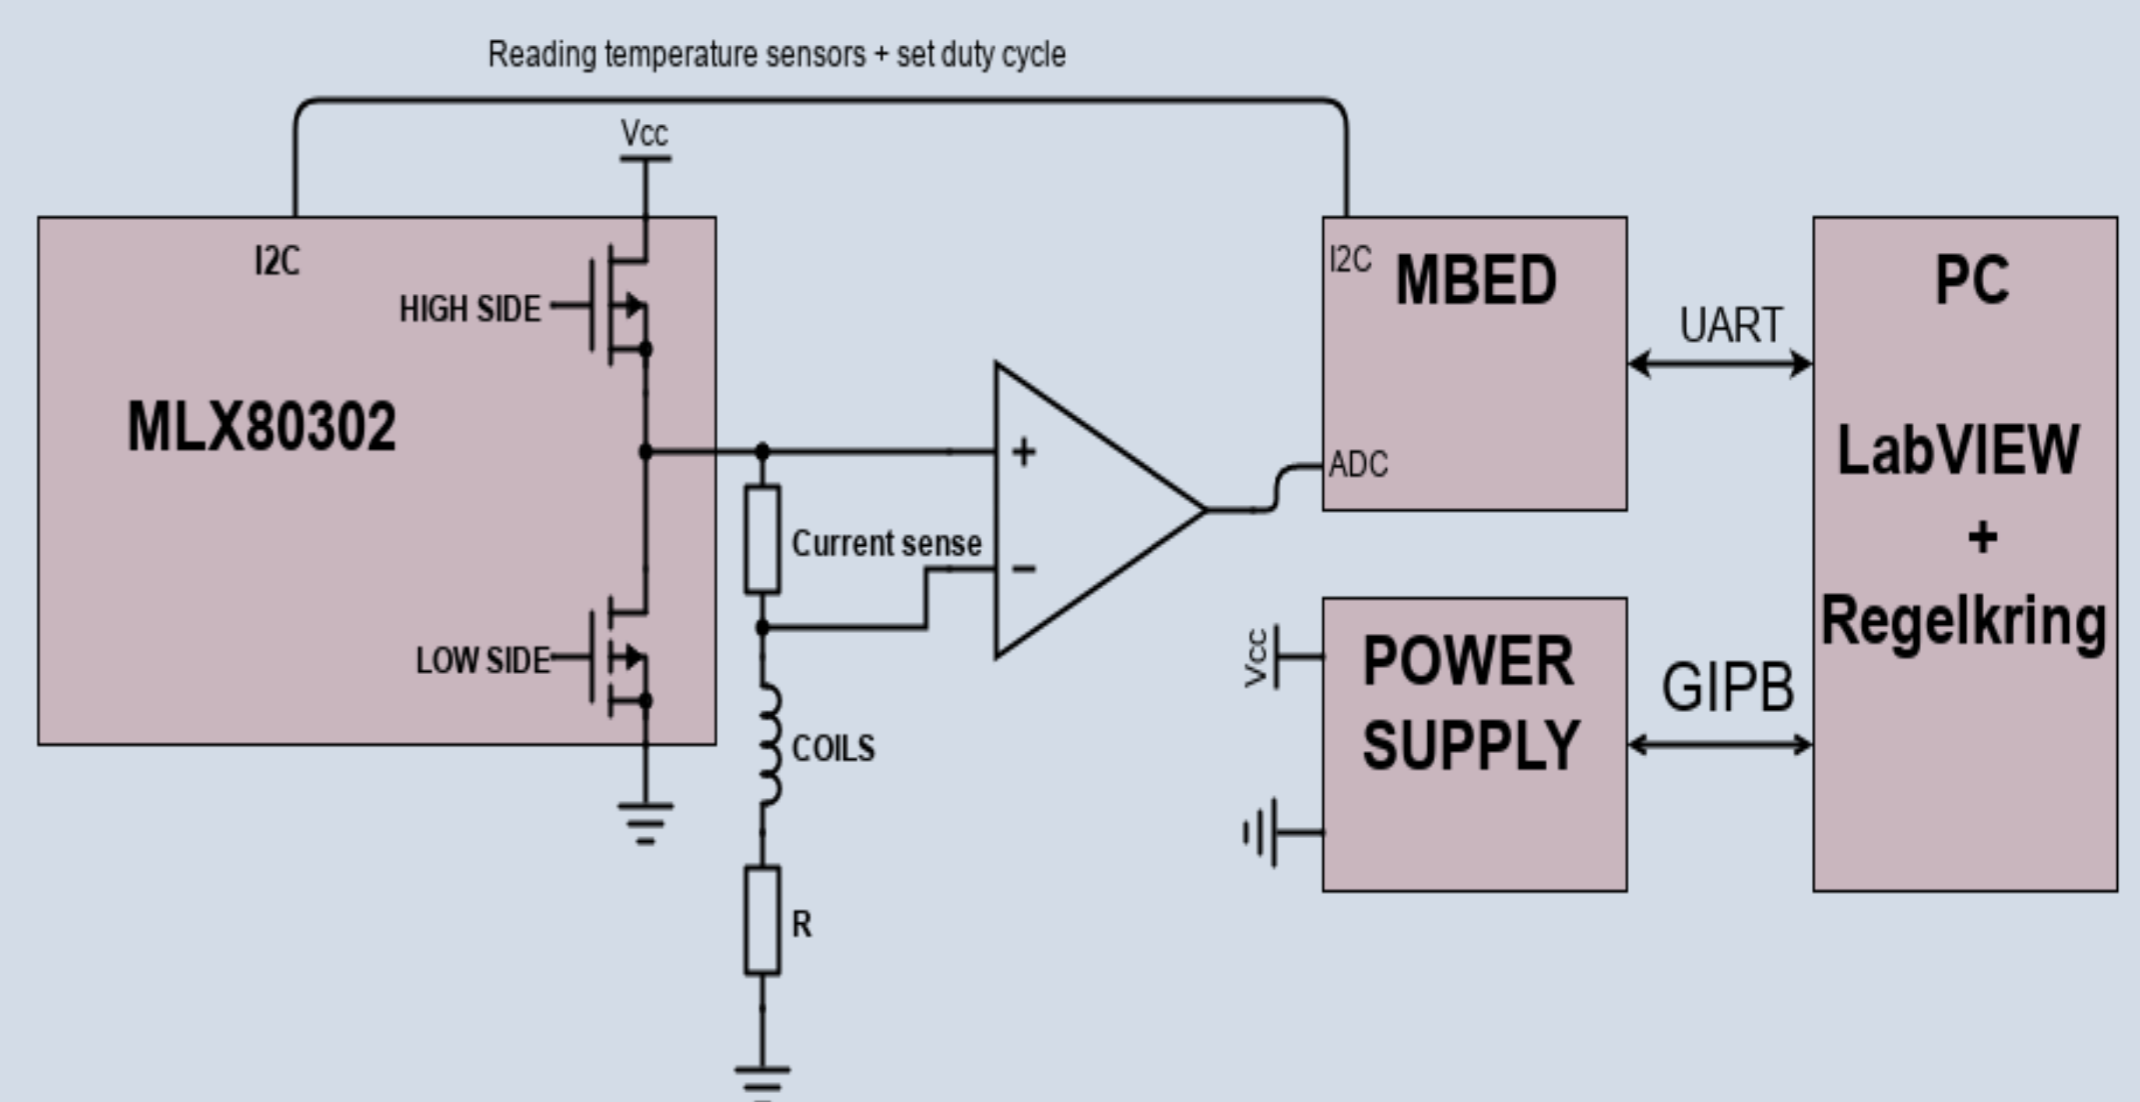 Reading temperature sensors + set duty cycle
Vcc
I2C
HIGH SIDE
MLX80302
LOW SIDE
+
Current sense
−
COILS
R
I2C
MBED
ADC
UART
PC
LabVIEW
+
Regelkring
Vcc
POWER
SUPPLY
GIPB